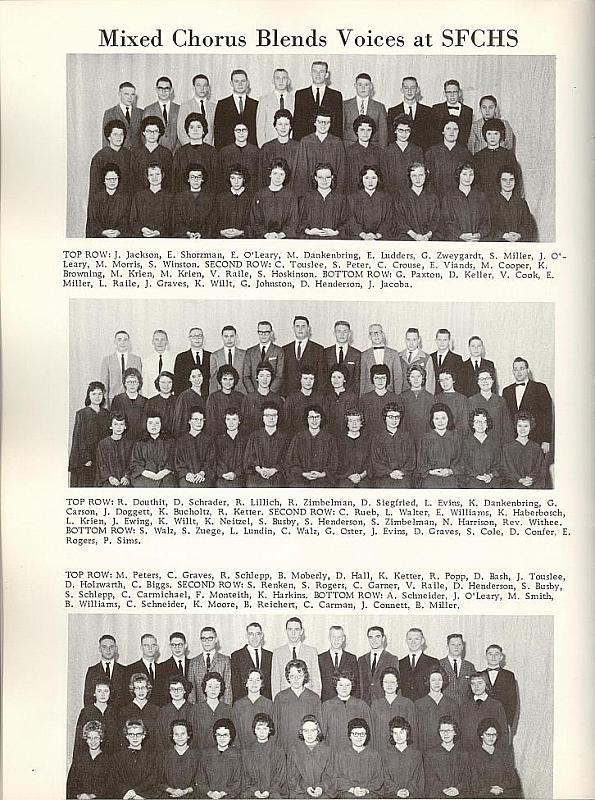 Mixed Chorus Blends Voices at SFCHS
TOP ROW: J. Jackson, E. Shorzman, E. O'Leary, M. Dankenbring, E. Ludders, G. Zweygardt, S. Miller, J. O'-
Leary, M. Morris, S. Winston. SECOND ROW: C. Touslee, S. Peter, C. Crouse, E. Viands, M. Cooper, K.
Browning, M. Krien, M. Krien, V. Raile, S. Hoskinson. BOTTOM ROW: G. Paxton, D. Keller, V. Cook, E.
Miller, L. Raile, J. Graves, K. Willt, G. Johnston, D. Henderson, J. Jacoba.
TOP ROW: R. Douthit, D. Schrader, R. Lillich, R. Zimbelman, D. Siegfried, L. Evins, K. Dankenbring, G.
Carson, J. Doggett, K. Bucholtz, R. Ketter. SECOND ROW: C. Rueb, L. Walter, E. Williams, K. Haberbosch,
L. Krien, J. Ewing, K. Willt, K. Neitzel, S. Busby, S. Henderson, S. Zimbelman, N. Harrison, Rev. Withee.
BOTTOM ROW: S. Walz, S. Zuege, L. Lundin, C. Walz, G. Oster, J. Evins, D. Graves, S. Cole, D. Confer, E.
Rogers, P. Sims.
TOP ROW: M. Peters, C. Graves, R. Schlepp, B. Moberly, D. Hall, K. Ketter, R. Popp, D. Bash, J. Touslee,
D. Holzwarth, C. Biggs. SECOND ROW: S. Renken, S. Rogers, C. Garner, V. Raile, D. Henderson, S. Busby,
S. Schlepp, C. Carmichael, F. Monteith, K. Harkins. BOTTOM ROW: A. Schneider, J. O'Leary, M. Smith,
B. Williams, C. Schneider, K. Moore, B. Reichert, C. Carman, J. Connett, B. Miller.